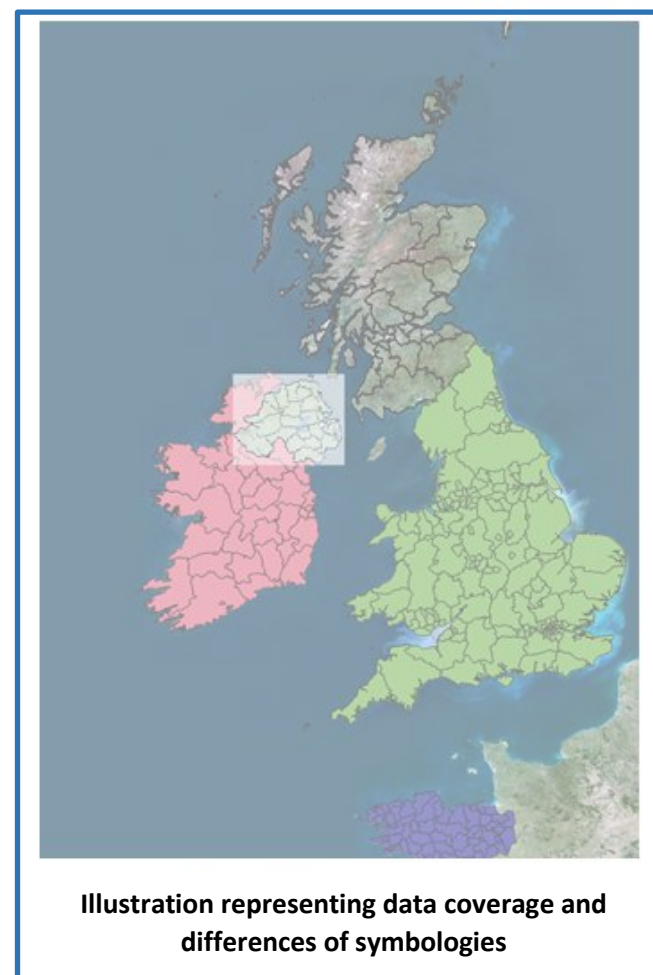 Illustration representing data coverage and
differences of symbologies